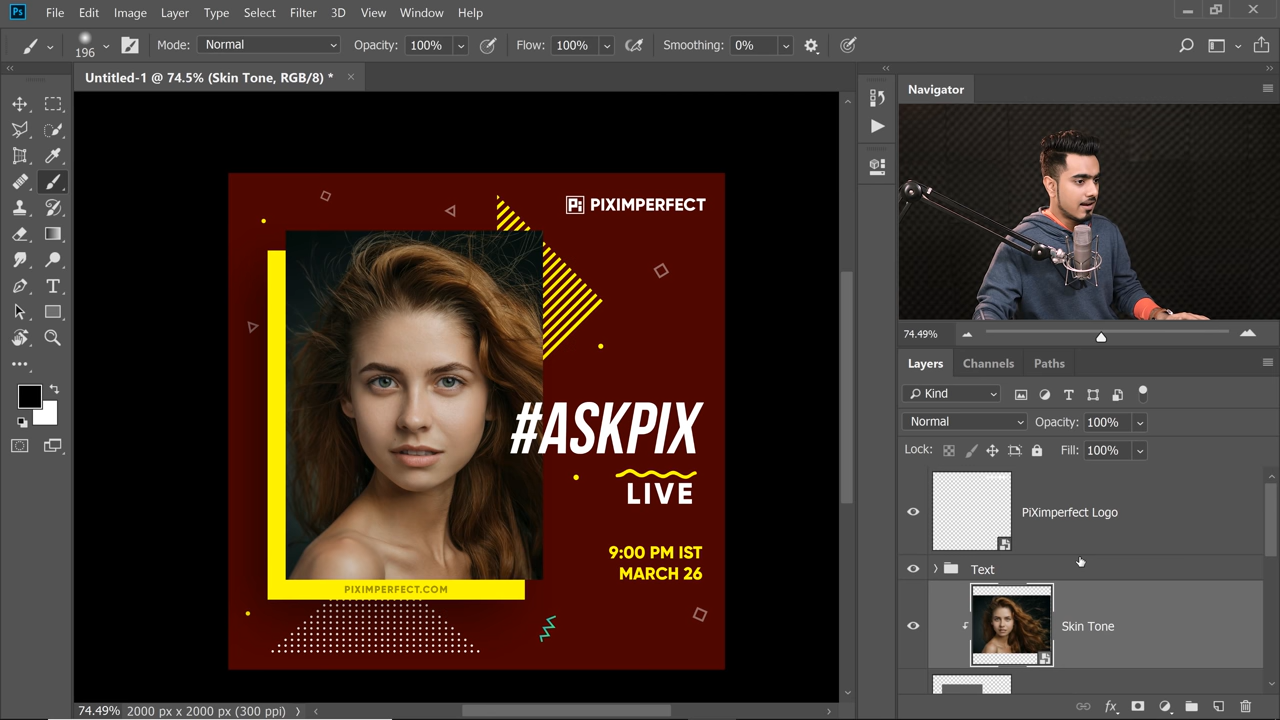 Ps File Edit Image Layer Type Select Filter 3D View Window Help
196 Mode: Normal Opacity: 100% Flow: 100% Smoothing: 0%
Untitled-1 @ 74.5% (Skin Tone, RGB/8) *
Navigator
Pi PIXIMPERFECT
#ASKPIX
LIVE
9:00 PM IST
MARCH 26
PIXIMPERFECT.COM
74.49%
Layers Channels Paths
Kind
Normal Opacity: 100%
Lock: Fill: 100%
PiXimperfect Logo
Text
Skin Tone
fx
74.49% 2000 px x 2000 px (300 ppi)